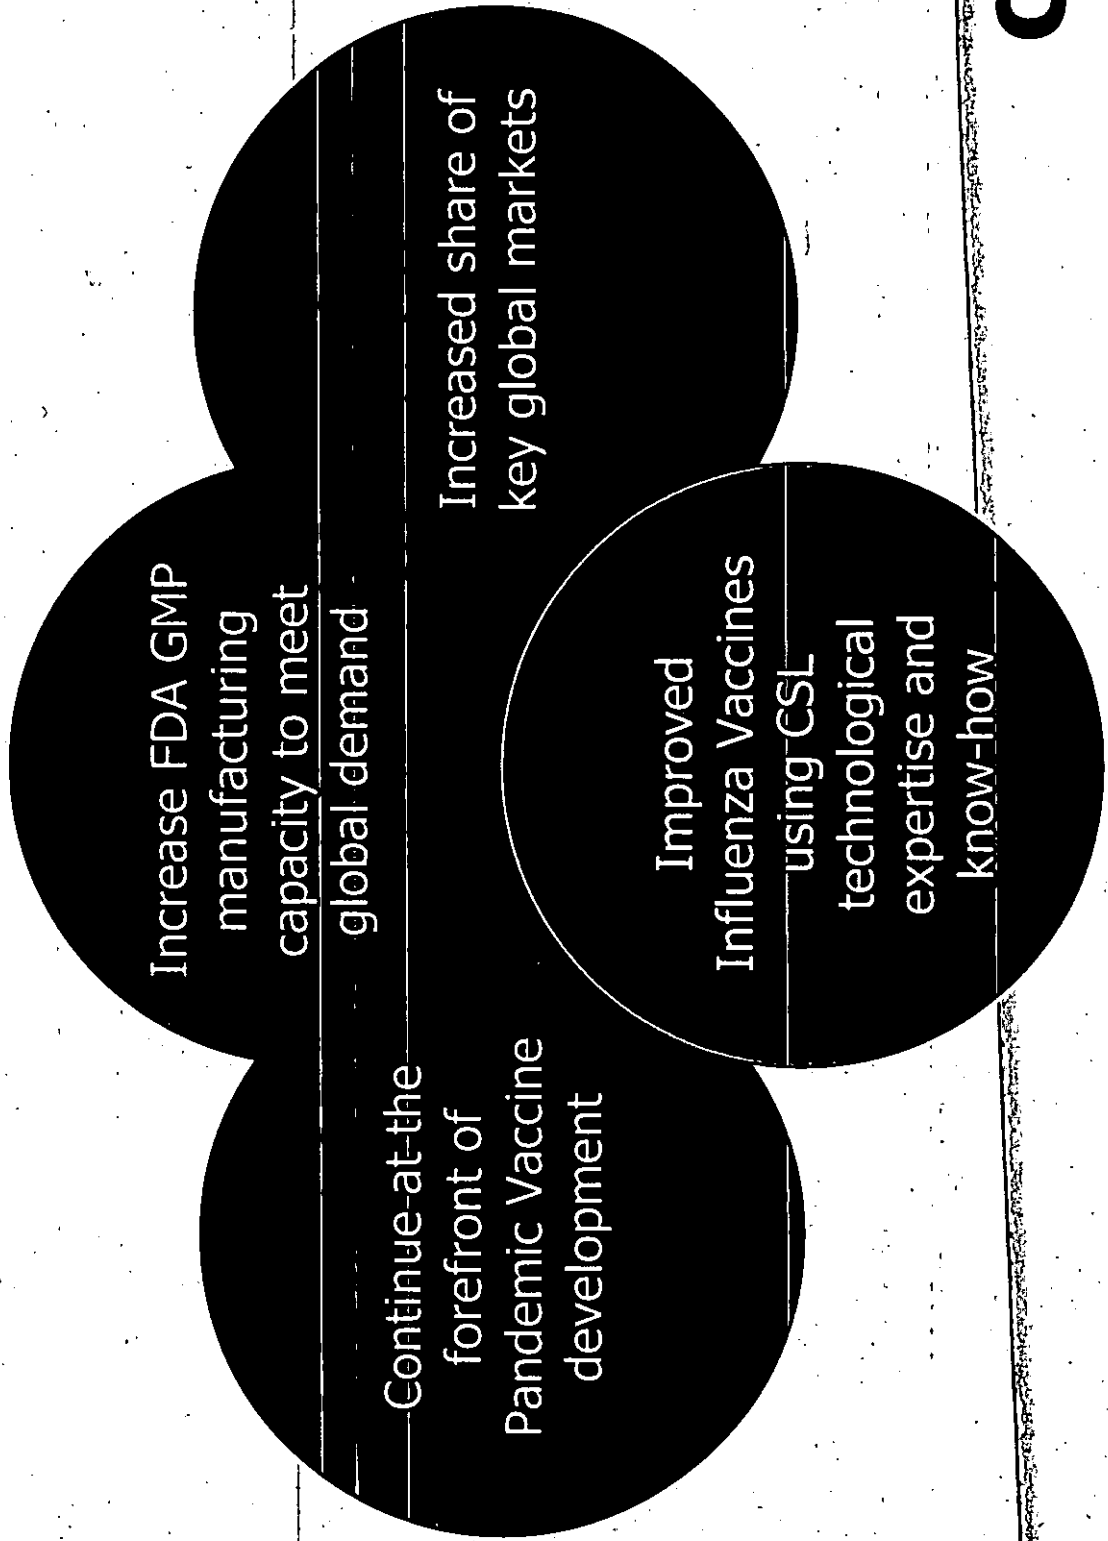 Increase FDA GMP
manufacturing
capacity to meet
global demand
Continue at the
forefront of
Pandemic Vaccine
development
Increased share of
key global markets
Improved
Influenza Vaccines
using CSL
technological
expertise and
know-how